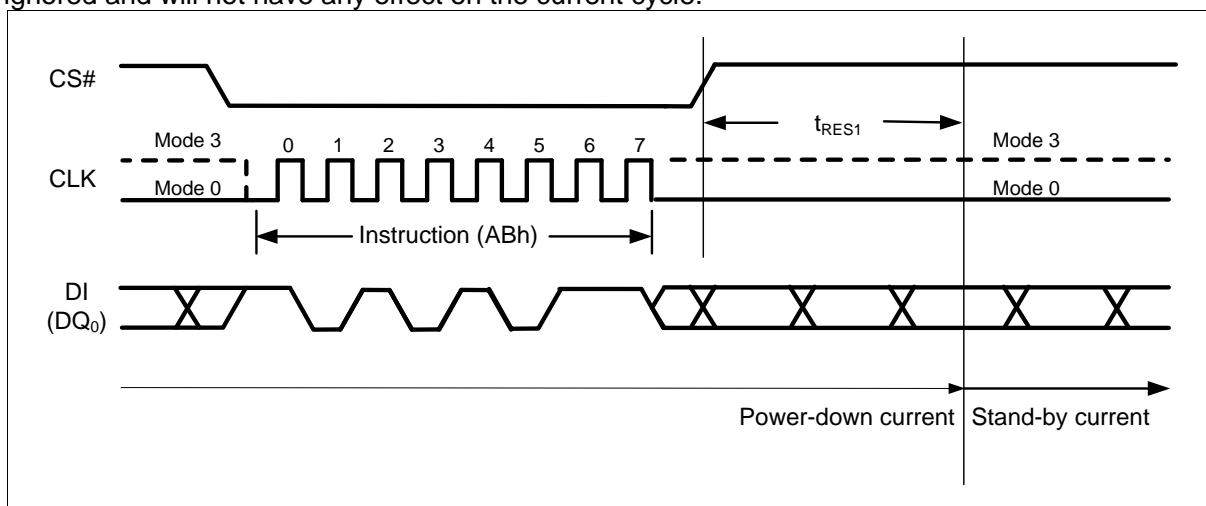 ignored and will not have any effect on the current cycle.
CS#
t_RES1
Mode 3 0 1 2 3 4 5 6 7 Mode 3
CLK
Mode 0 Mode 0
Instruction (ABh)
DI
(DQ₀)
Power-down current Stand-by current